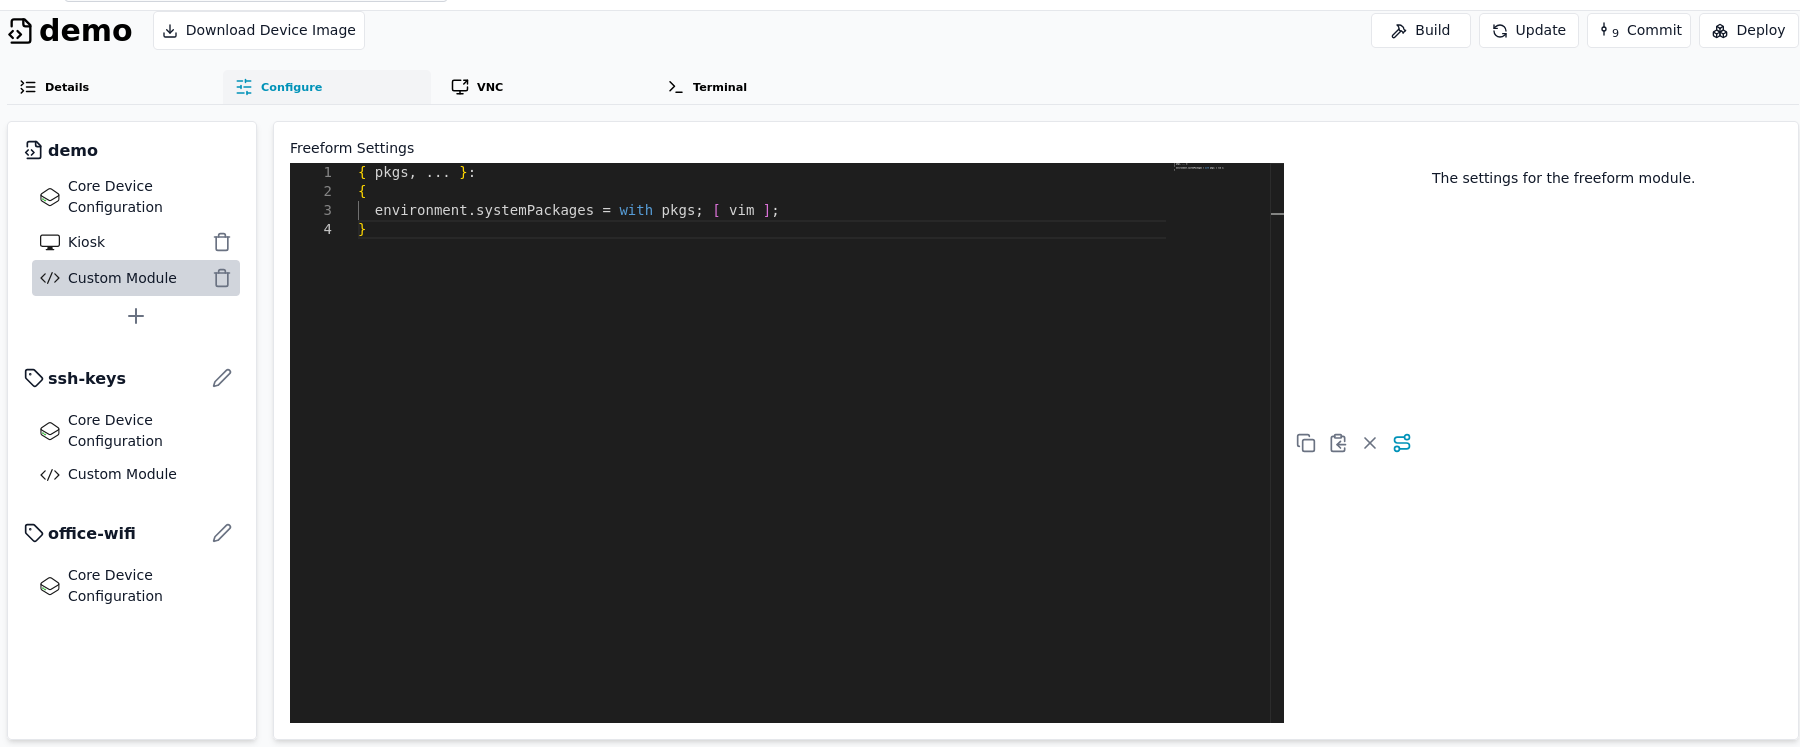 demo
Download Device Image
Build
Update
9 Commit
Deploy
Details
Configure
VNC
Terminal
demo
Core Device
Configuration
Kiosk
Custom Module
ssh-keys
Core Device
Configuration
Custom Module
office-wifi
Core Device
Configuration
Freeform Settings
1 { pkgs, ... }:
2 {
3 environment.systemPackages = with pkgs; [ vim ];
4 }
The settings for the freeform module.